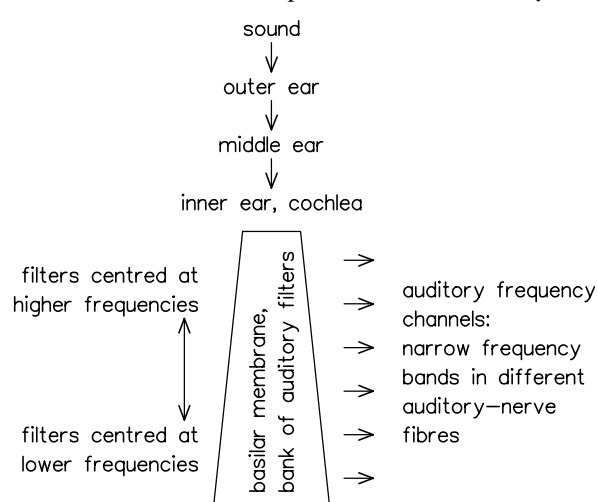 sound
outer ear
middle ear
inner ear, cochlea
filters centred at
higher frequencies
filters centred at
lower frequencies
basilar membrane,
bank of auditory filters
auditory frequency
channels:
narrow frequency
bands in different
auditory–nerve
fibres